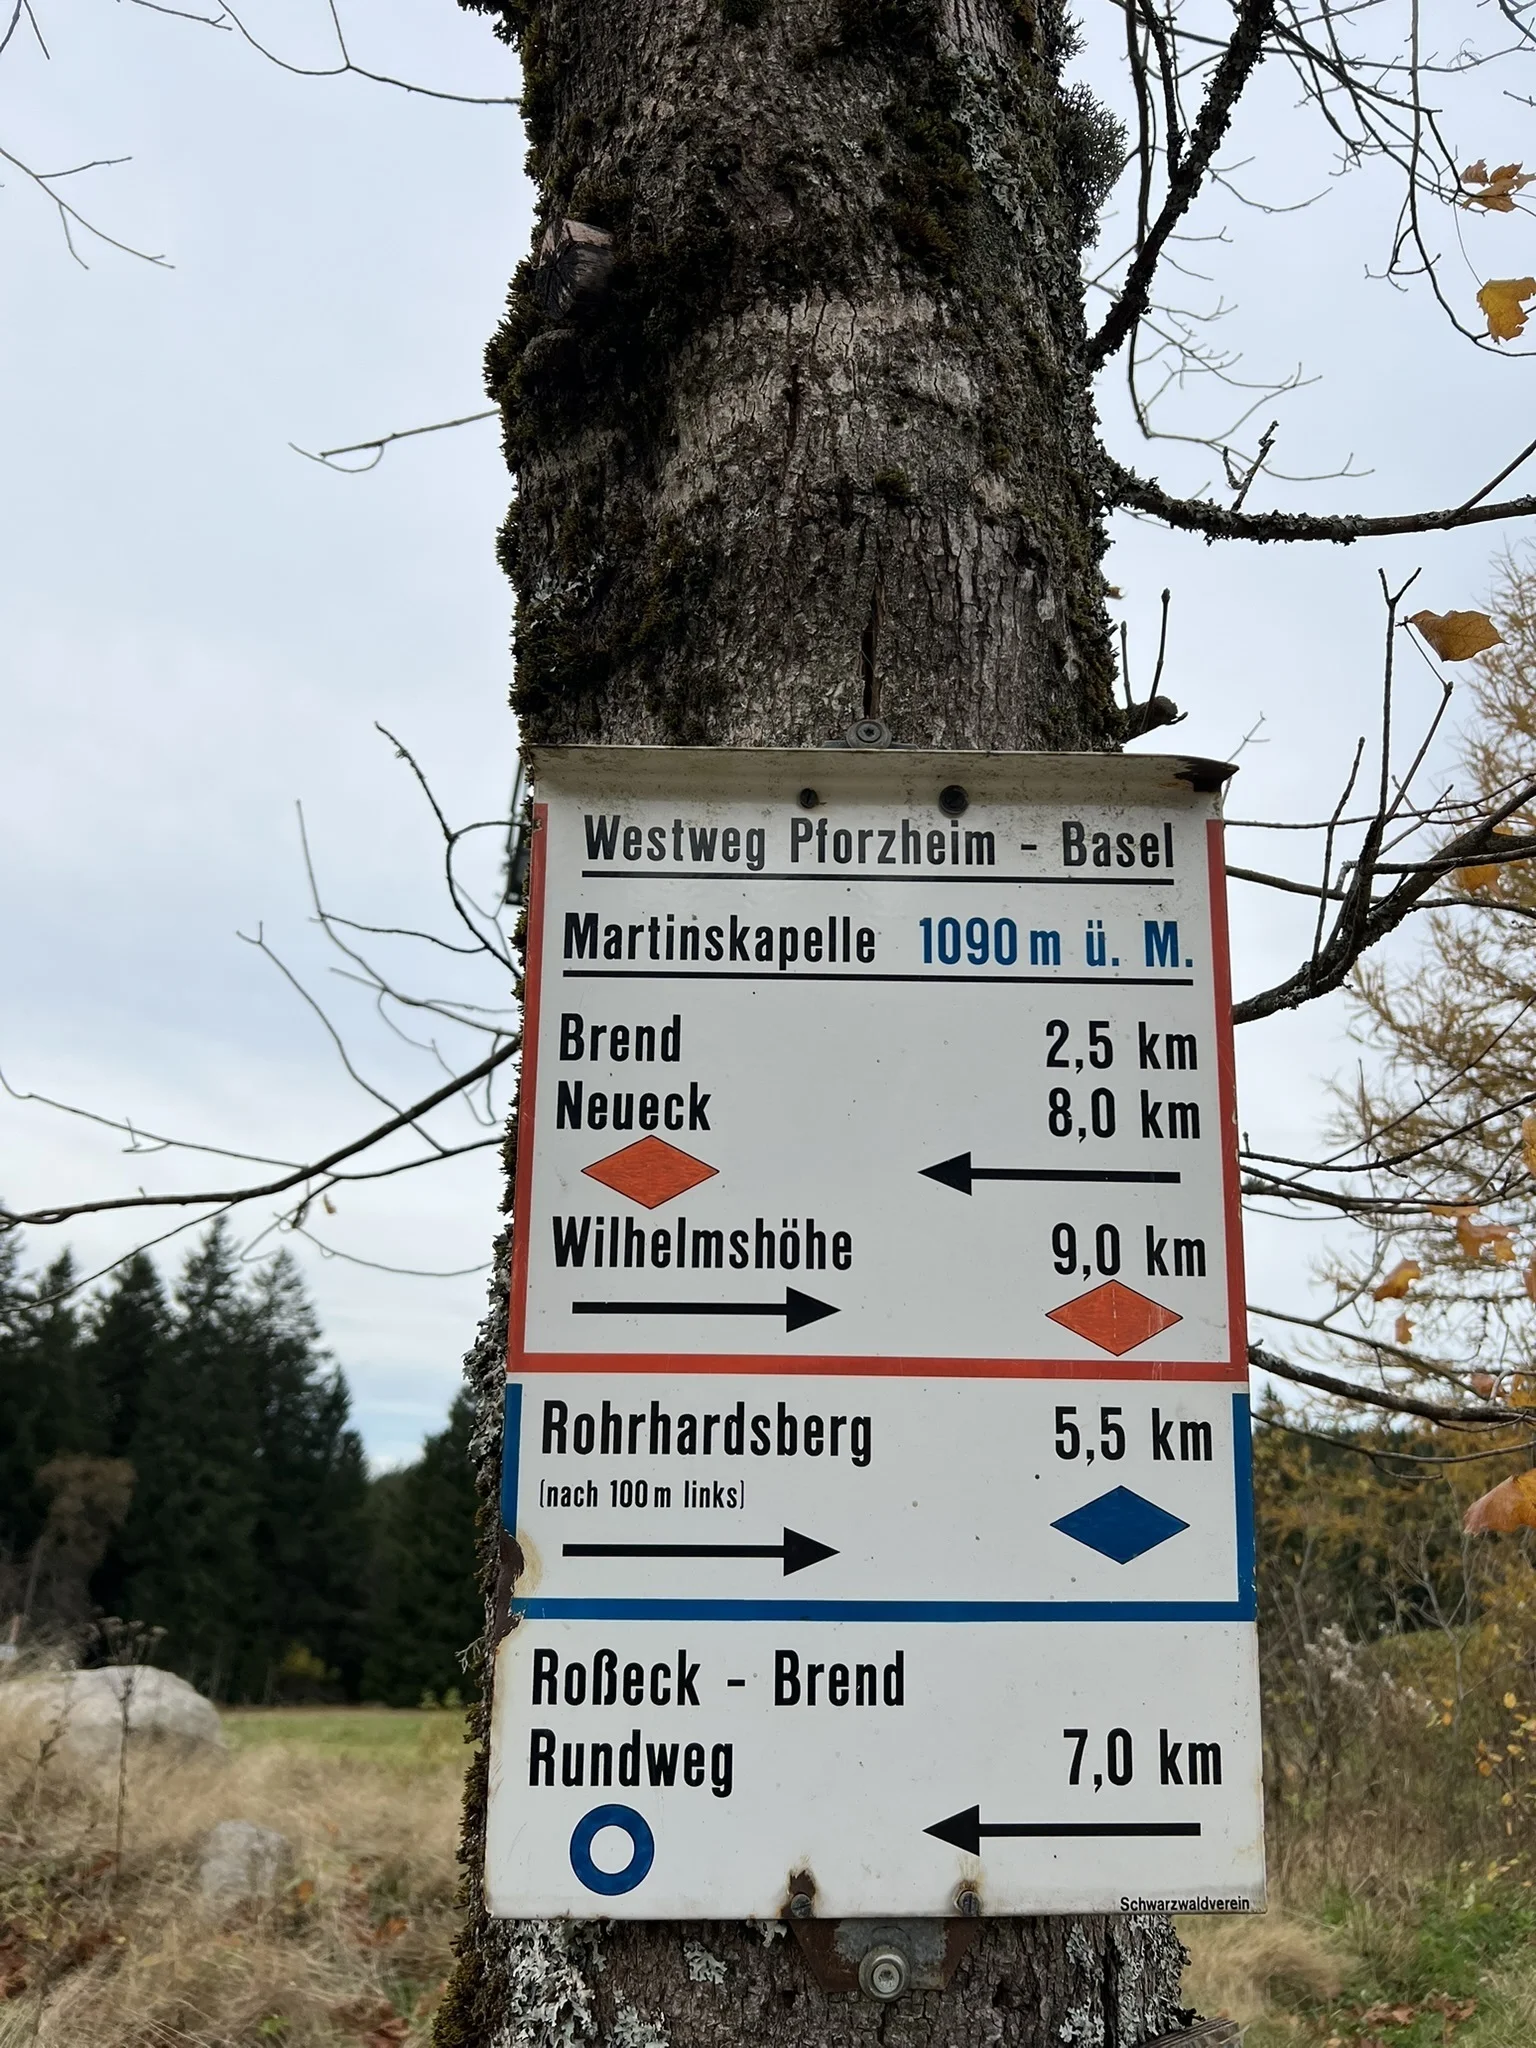 Westweg Pforzheim - Basel
Martinskapelle 1090 m ü. M.
Brend 2,5 km
Neueck 8,0 km
Wilhelmshöhe 9,0 km
Rohrhardsberg 5,5 km
(nach 100 m links)
Roßeck - Brend
Rundweg 7,0 km
Schwarzwaldverein